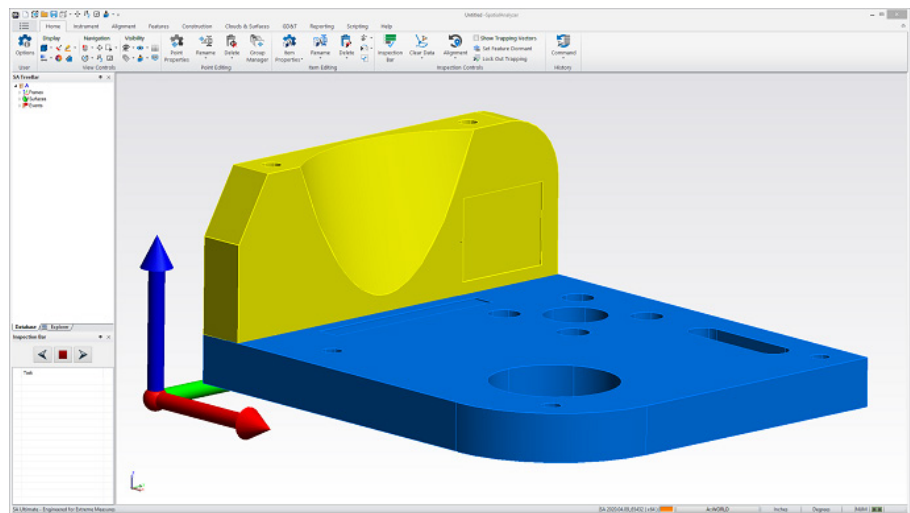 Untitled - SpatialAnalyzer
Home Instrument Alignment Features Construction Clouds & Surfaces GD&T Reporting Scripting Help
Display Navigation Visibility
Options
Point Properties
Rename
Delete
Group Manager
Item Properties
Rename
Delete
Inspection Bar
Clear Data
Alignment
Show Trapping Vectors
Set Feature Dormant
Lock Out Trapping
Command History
User View Controls Point Editing Item Editing Inspection Controls History
SA Treebar
A
Frames
Surfaces
Events
Database Explorer
Inspection Bar
Task
SA Ultimate - Engineered for Extreme Measures
A::WORLD Inches Degrees